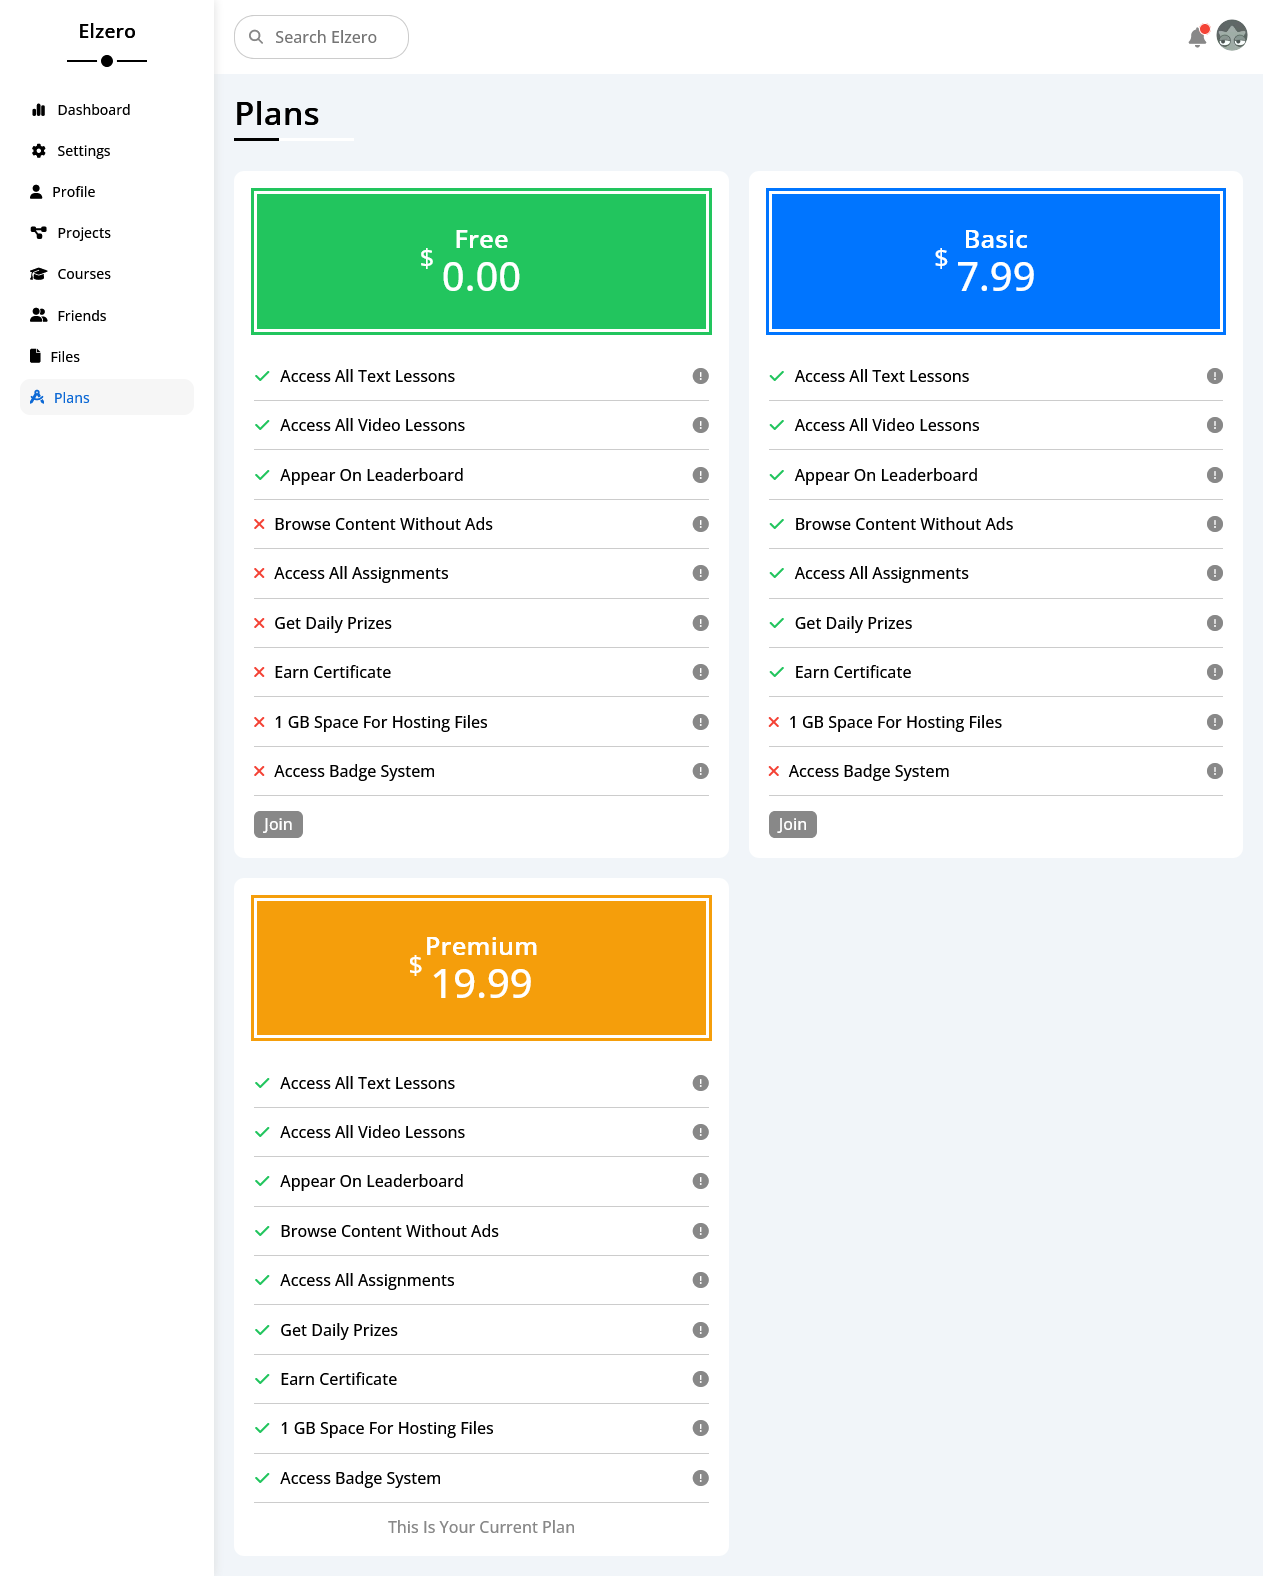 Elzero
Dashboard
Settings
Profile
Projects
Courses
Friends
Files
Plans
Search Elzero
Plans
Free
$ 0.00
Access All Text Lessons
Access All Video Lessons
Appear On Leaderboard
Browse Content Without Ads
Access All Assignments
Get Daily Prizes
Earn Certificate
1 GB Space For Hosting Files
Access Badge System
Join
Basic
$ 7.99
Access All Text Lessons
Access All Video Lessons
Appear On Leaderboard
Browse Content Without Ads
Access All Assignments
Get Daily Prizes
Earn Certificate
1 GB Space For Hosting Files
Access Badge System
Join
Premium
$ 19.99
Access All Text Lessons
Access All Video Lessons
Appear On Leaderboard
Browse Content Without Ads
Access All Assignments
Get Daily Prizes
Earn Certificate
1 GB Space For Hosting Files
Access Badge System
This Is Your Current Plan